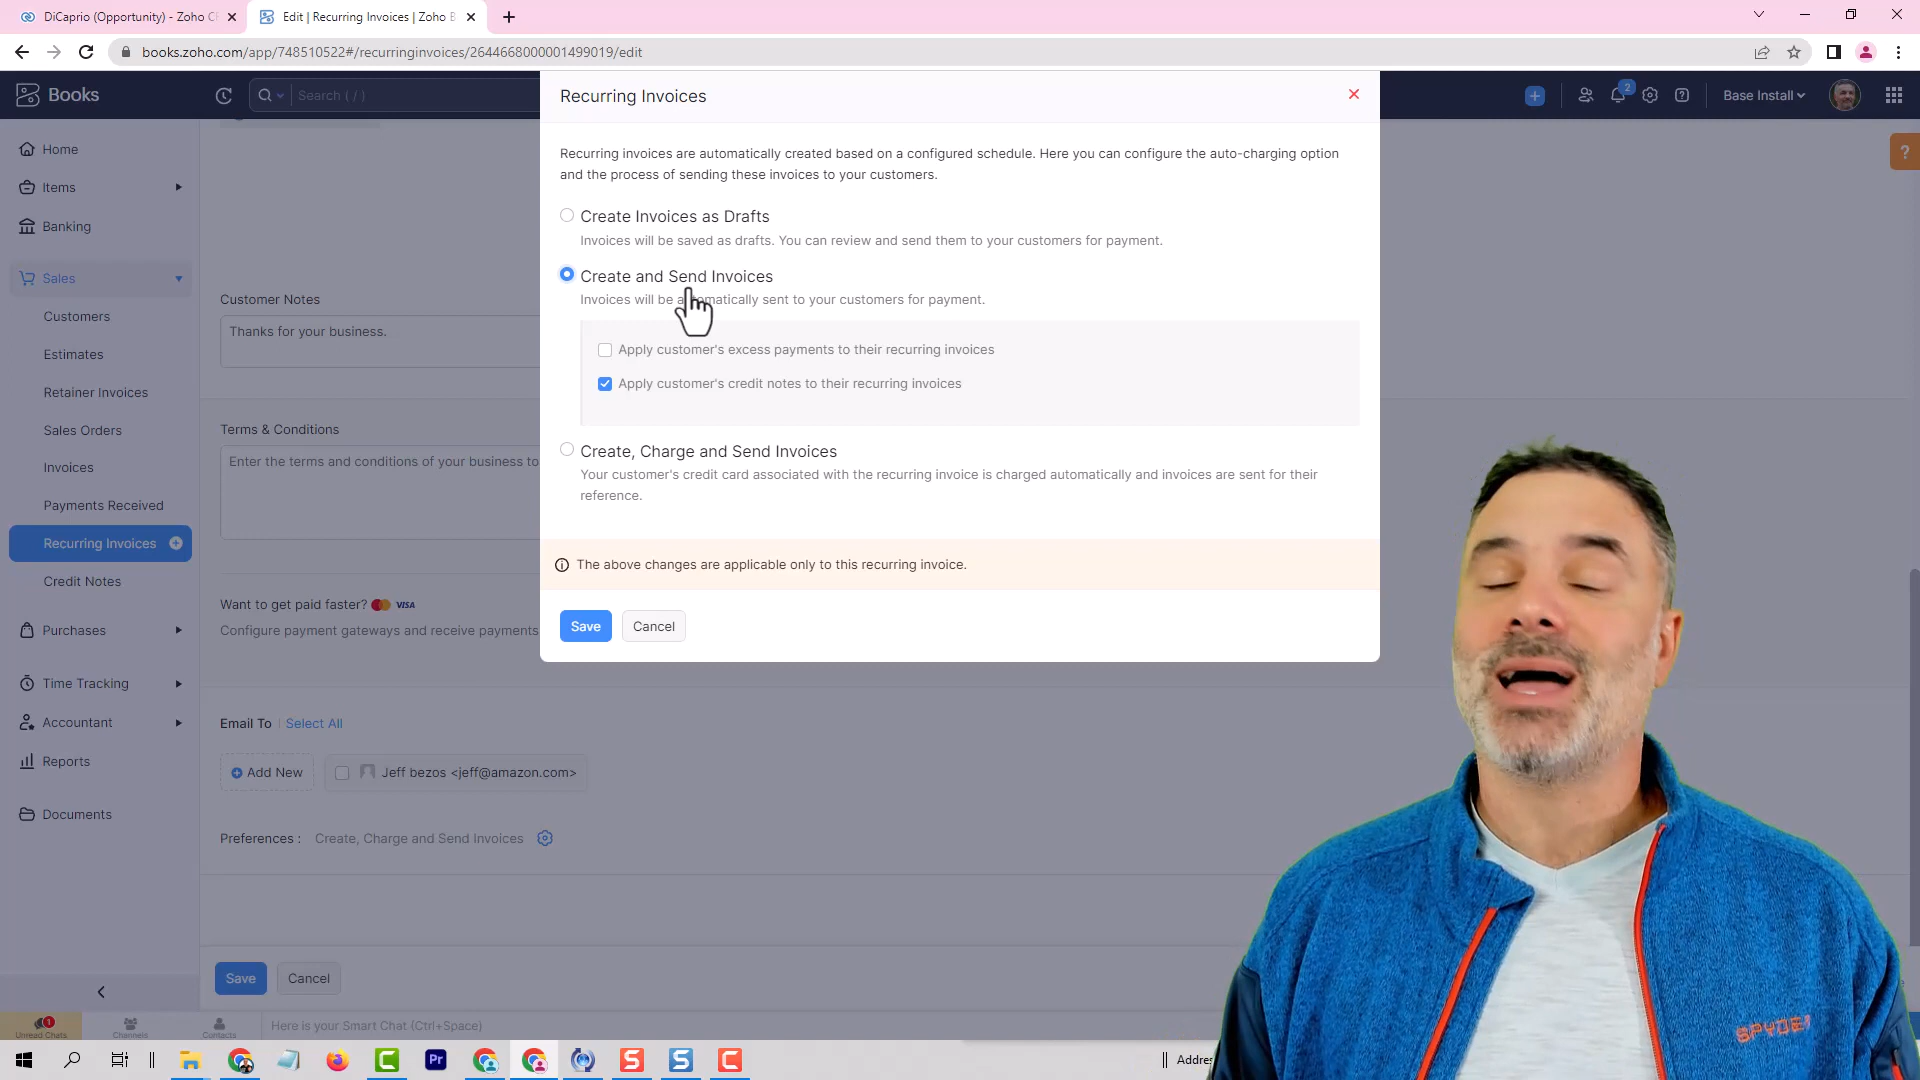 DiCaprio (Opportunity) - Zoho C
Edit | Recurring Invoices | Zoho B
books.zoho.com/app/748510522#/recurringinvoices/2644668000001499019/edit
Books
Search ( / )
2
Base Install
Home
Items
Banking
Sales
Customers
Estimates
Retainer Invoices
Sales Orders
Invoices
Payments Received
Recurring Invoices
Credit Notes
Purchases
Time Tracking
Accountant
Reports
Documents
Customer Notes
Thanks for your business.
Terms & Conditions
Enter the terms and conditions of your business to
Want to get paid faster? VISA
Configure payment gateways and receive payments
Email To | Select All
Add New
Jeff bezos <jeff@amazon.com>
Preferences : Create, Charge and Send Invoices
Save
Cancel
Recurring Invoices
Recurring invoices are automatically created based on a configured schedule. Here you can configure the auto-charging option
and the process of sending these invoices to your customers.
Create Invoices as Drafts
Invoices will be saved as drafts. You can review and send them to your customers for payment.
Create and Send Invoices
Invoices will be automatically sent to your customers for payment.
Apply customer's excess payments to their recurring invoices
Apply customer's credit notes to their recurring invoices
Create, Charge and Send Invoices
Your customer's credit card associated with the recurring invoice is charged automatically and invoices are sent for their
reference.
The above changes are applicable only to this recurring invoice.
Save
Cancel
?
1
Unread Chats
Channels
Contacts
Here is your Smart Chat (Ctrl+Space)
Pr
Addres
SPYDER